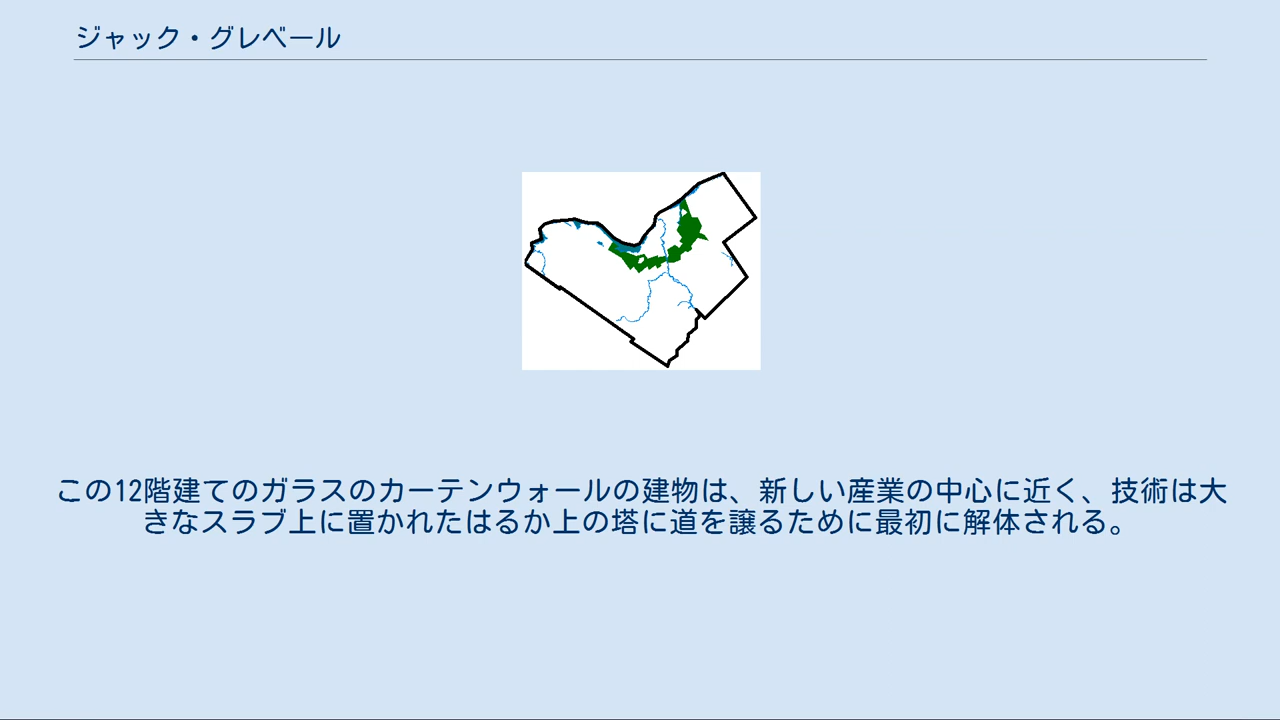 ジャック・グレベール
この12階建てのガラスのカーテンウォールの建物は、新しい産業の中心に近く、技術は大
きなスラブ上に置かれたはるか上の塔に道を譲るために最初に解体される。